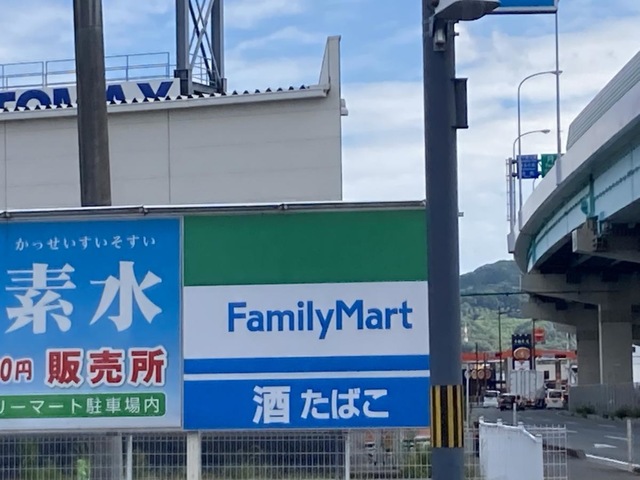 TOMAX
かっせいすいそすい
素水
0円 販売所
リーマート駐車場内
FamilyMart
酒 たばこ